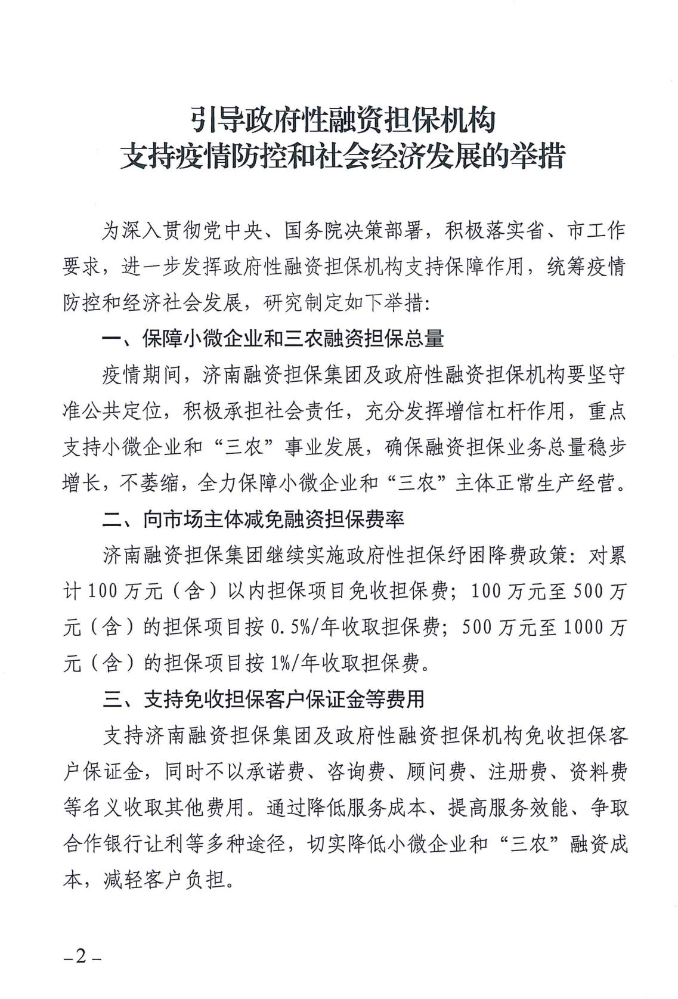 引导政府性融资担保机构
支持疫情防控和社会经济发展的举措
为深入贯彻党中央、国务院决策部署，积极落实省、市工作
要求，进一步发挥政府性融资担保机构支持保障作用，统筹疫情
防控和经济社会发展，研究制定如下举措：
一、保障小微企业和三农融资担保总量
疫情期间，济南融资担保集团及政府性融资担保机构要坚守
准公共定位，积极承担社会责任，充分发挥增信杠杆作用，重点
支持小微企业和“三农”事业发展，确保融资担保业务总量稳步
增长，不萎缩，全力保障小微企业和“三农”主体正常生产经营。
二、向市场主体减免融资担保费率
济南融资担保集团继续实施政府性担保纾困降费政策：对累
计100万元（含）以内担保项目免收担保费；100万元至500万
元（含）的担保项目按0.5%/年收取担保费；500万元至1000万
元（含）的担保项目按1%/年收取担保费。
三、支持免收担保客户保证金等费用
支持济南融资担保集团及政府性融资担保机构免收担保客
户保证金，同时不以承诺费、咨询费、顾问费、注册费、资料费
等名义收取其他费用。通过降低服务成本、提高服务效能、争取
合作银行让利等多种途径，切实降低小微企业和“三农”融资成
本，减轻客户负担。
－2－